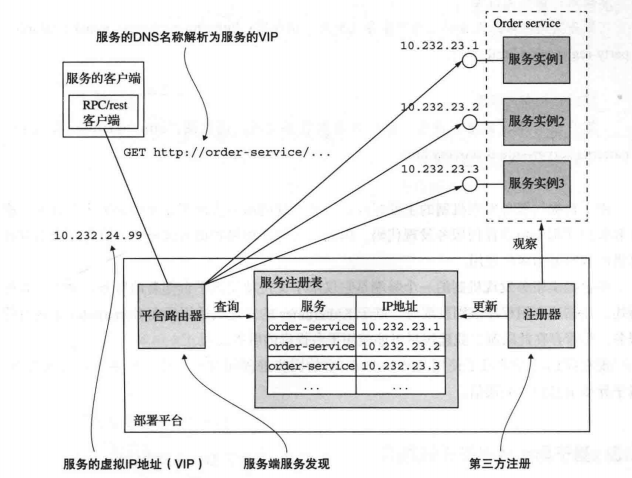 服务的DNS名称解析为服务的VIP
Order service
10.232.23.1
服务实例1
服务的客户端
RPC/rest
客户端
10.232.23.2
服务实例2
GET http://order-service/...
10.232.23.3
服务实例3
10.232.24.99
观察
服务注册表
平台路由器
查询
服务 IP地址
更新
注册器
order-service 10.232.23.1
order-service 10.232.23.2
order-service 10.232.23.3
... ...
部署平台
服务的虚拟IP地址（VIP）
服务端服务发现
第三方注册